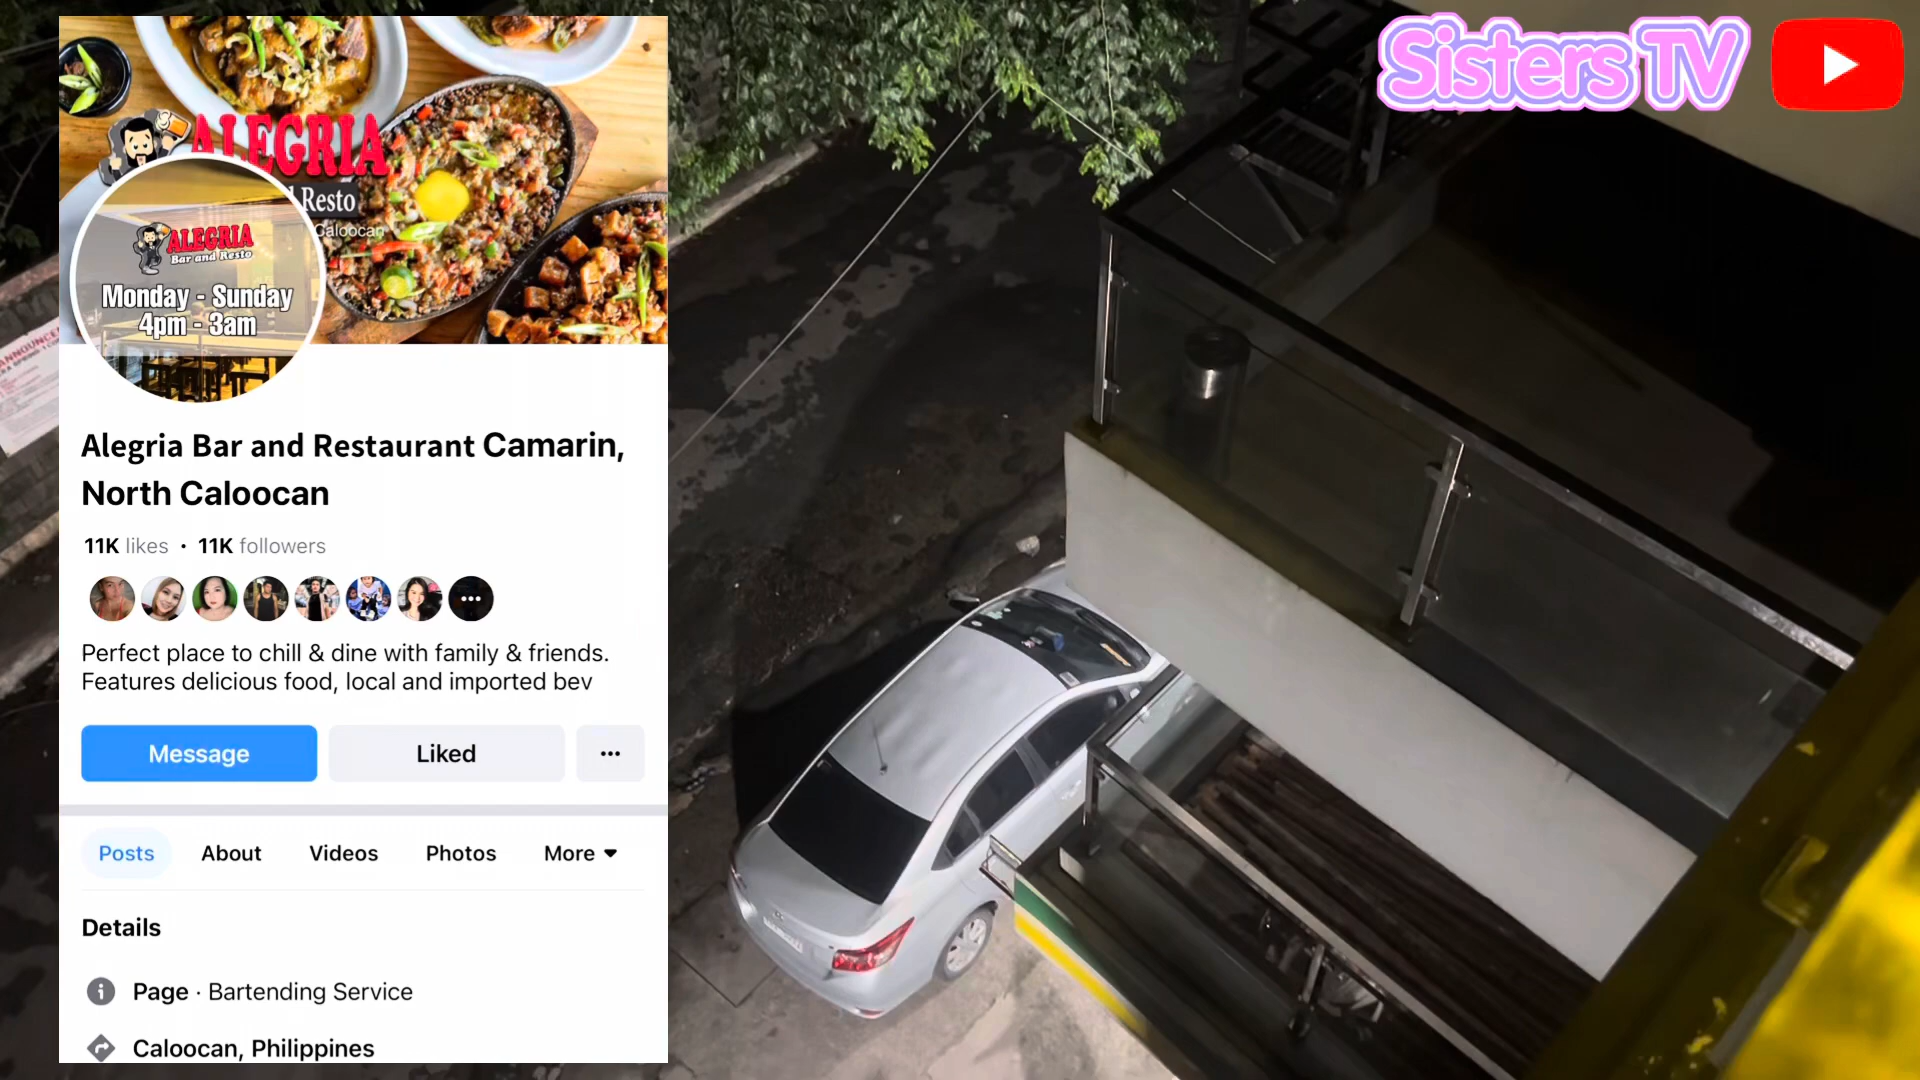 Sisters TV
ALEGRIA
Resto
Caloocan
ALEGRIA
Bar and Resto
Monday - Sunday
4pm - 3am
Alegria Bar and Restaurant Camarin,
North Caloocan
11K likes · 11K followers
Perfect place to chill & dine with family & friends.
Features delicious food, local and imported bev
Message
Liked
Posts
About
Videos
Photos
More
Details
Page · Bartending Service
Caloocan, Philippines